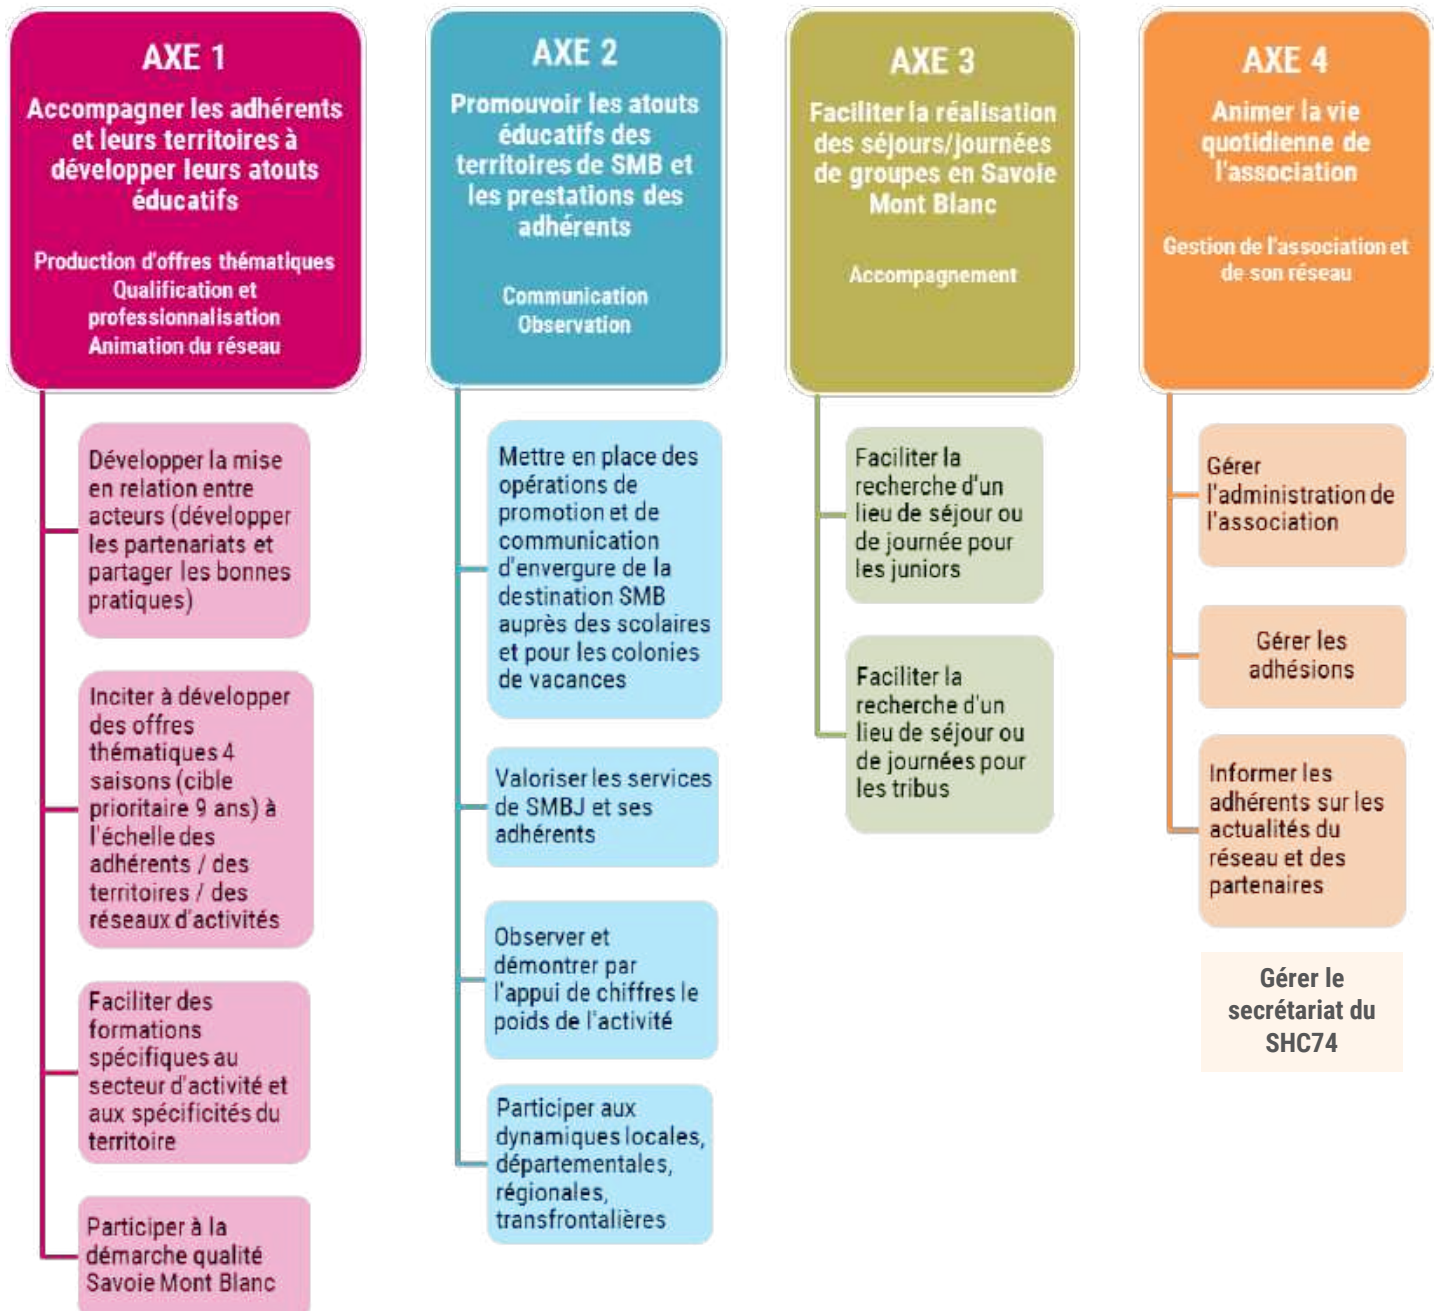 AXE 1
Accompagner les adhérents
et leurs territoires à
développer leurs atouts
éducatifs
Production d'offres thématiques
Qualification et
professionnalisation
Animation du réseau
Développer la mise
en relation entre
acteurs (développer
les partenariats et
partager les bonnes
pratiques)
Inciter à développer
des offres
thématiques 4
saisons (cible
prioritaire 9 ans) à
l'échelle des
adhérents / des
territoires / des
réseaux d'activités
Faciliter des
formations
spécifiques au
secteur d'activité et
aux spécificités du
territoire
Participer à la
démarche qualité
Savoie Mont Blanc
AXE 2
Promouvoir les atouts
éducatifs des
territoires de SMB et
les prestations des
adhérents
Communication
Observation
Mettre en place des
opérations de
promotion et de
communication
d'envergure de la
destination SMB
auprès des scolaires
et pour les colonies
de vacances
Valoriser les services
de SMBJ et ses
adhérents
Observer et
démontrer par
l'appui de chiffres le
poids de l'activité
Participer aux
dynamiques locales,
départementales,
régionales,
transfrontalières
AXE 3
Faciliter la réalisation
des séjours/journées
de groupes en Savoie
Mont Blanc
Accompagnement
Faciliter la
recherche d'un
lieu de séjour ou
de journée pour
les juniors
Faciliter la
recherche d'un
lieu de séjour ou
de journées pour
les tribus
AXE 4
Animer la vie
quotidienne de
l'association
Gestion de l'association et
de son réseau
Gérer
l'administration de
l'association
Gérer les
adhésions
Informer les
adhérents sur les
actualités du
réseau et des
partenaires
Gérer le
secrétariat du
SHC74